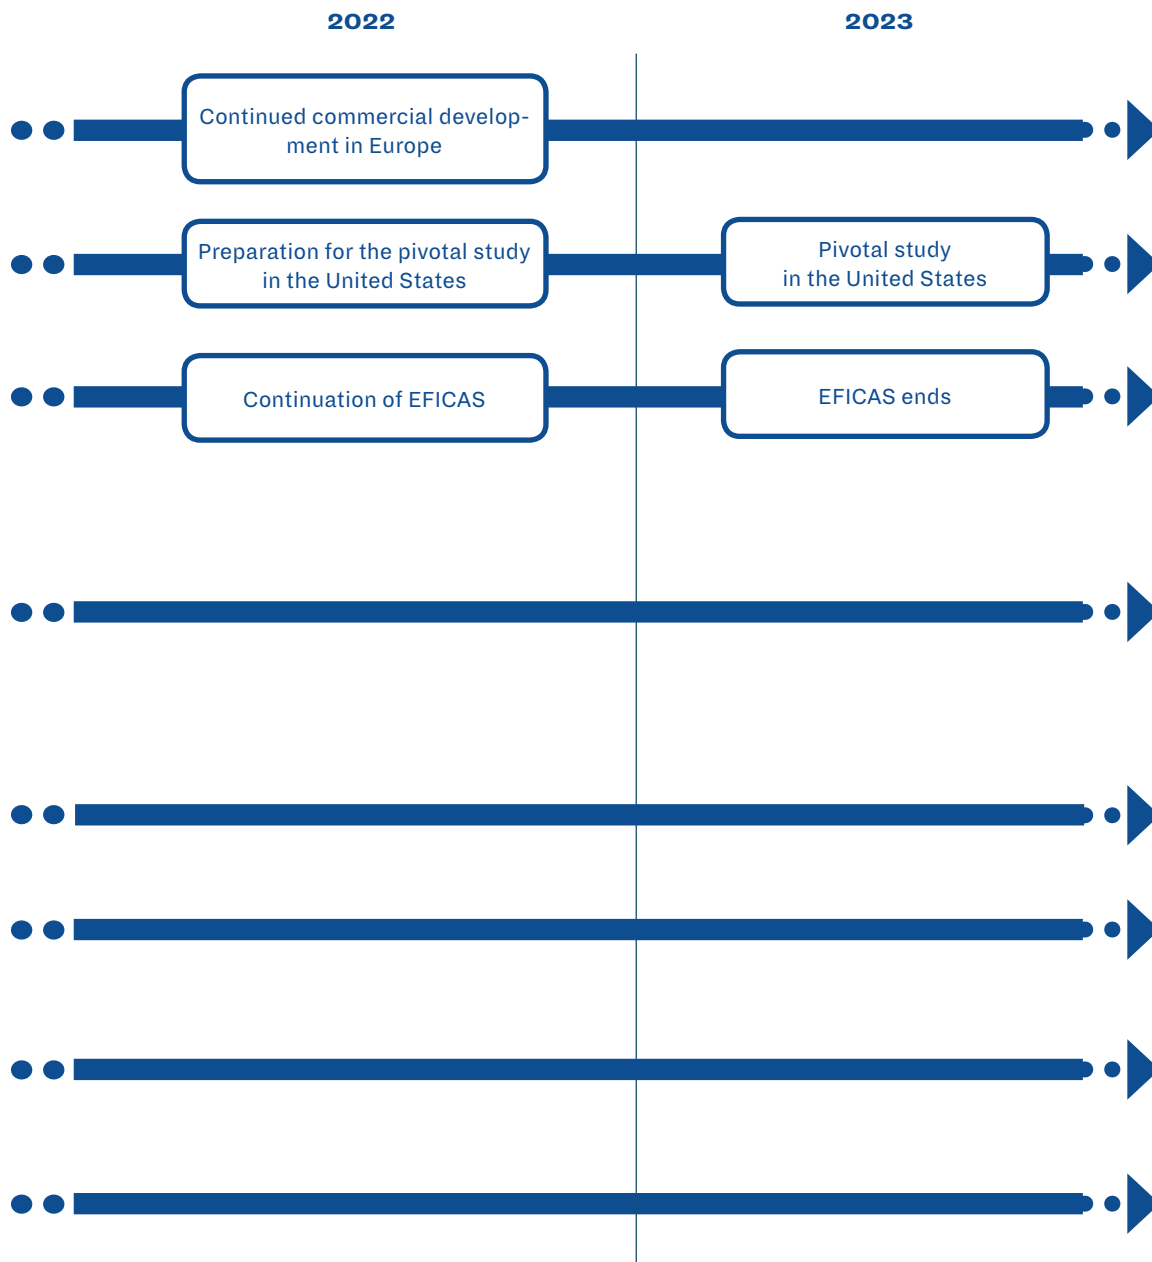 2022
2023
Continued commercial develop-
ment in Europe
Preparation for the pivotal study
in the United States
Pivotal study
in the United States
Continuation of EFICAS
EFICAS ends